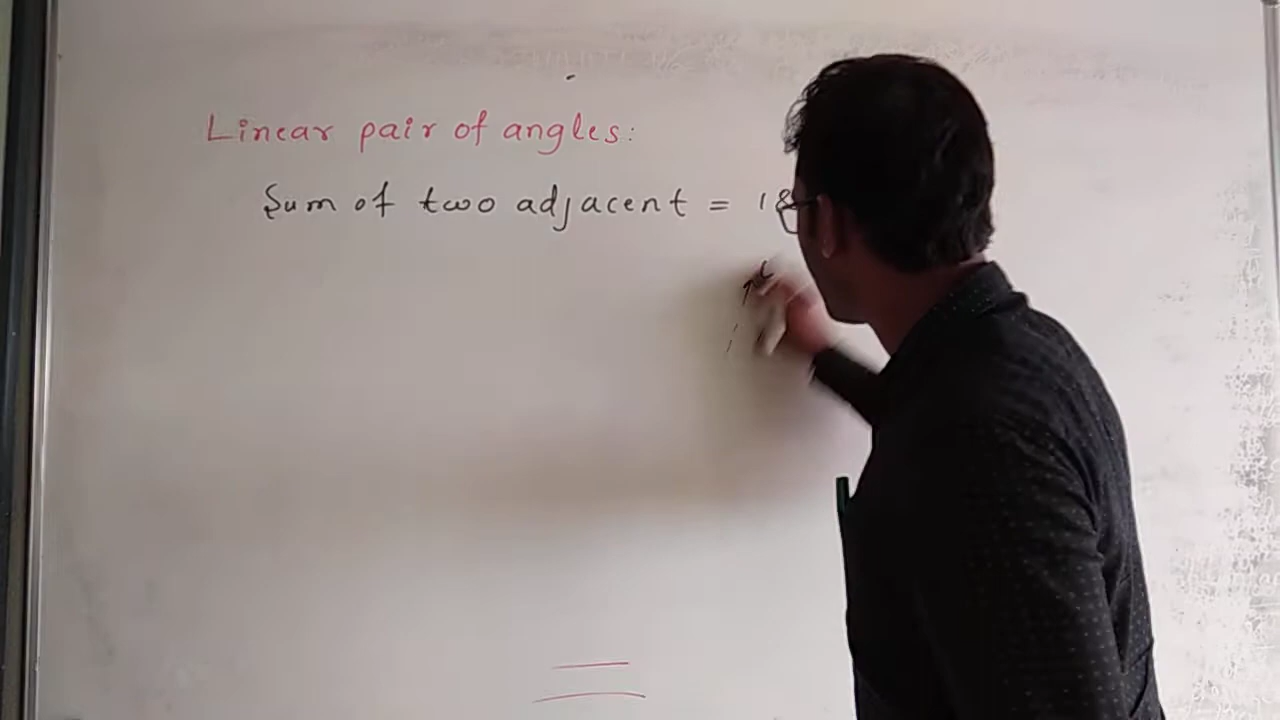 Linear pair of angles:
Sum of two adjacent = 18